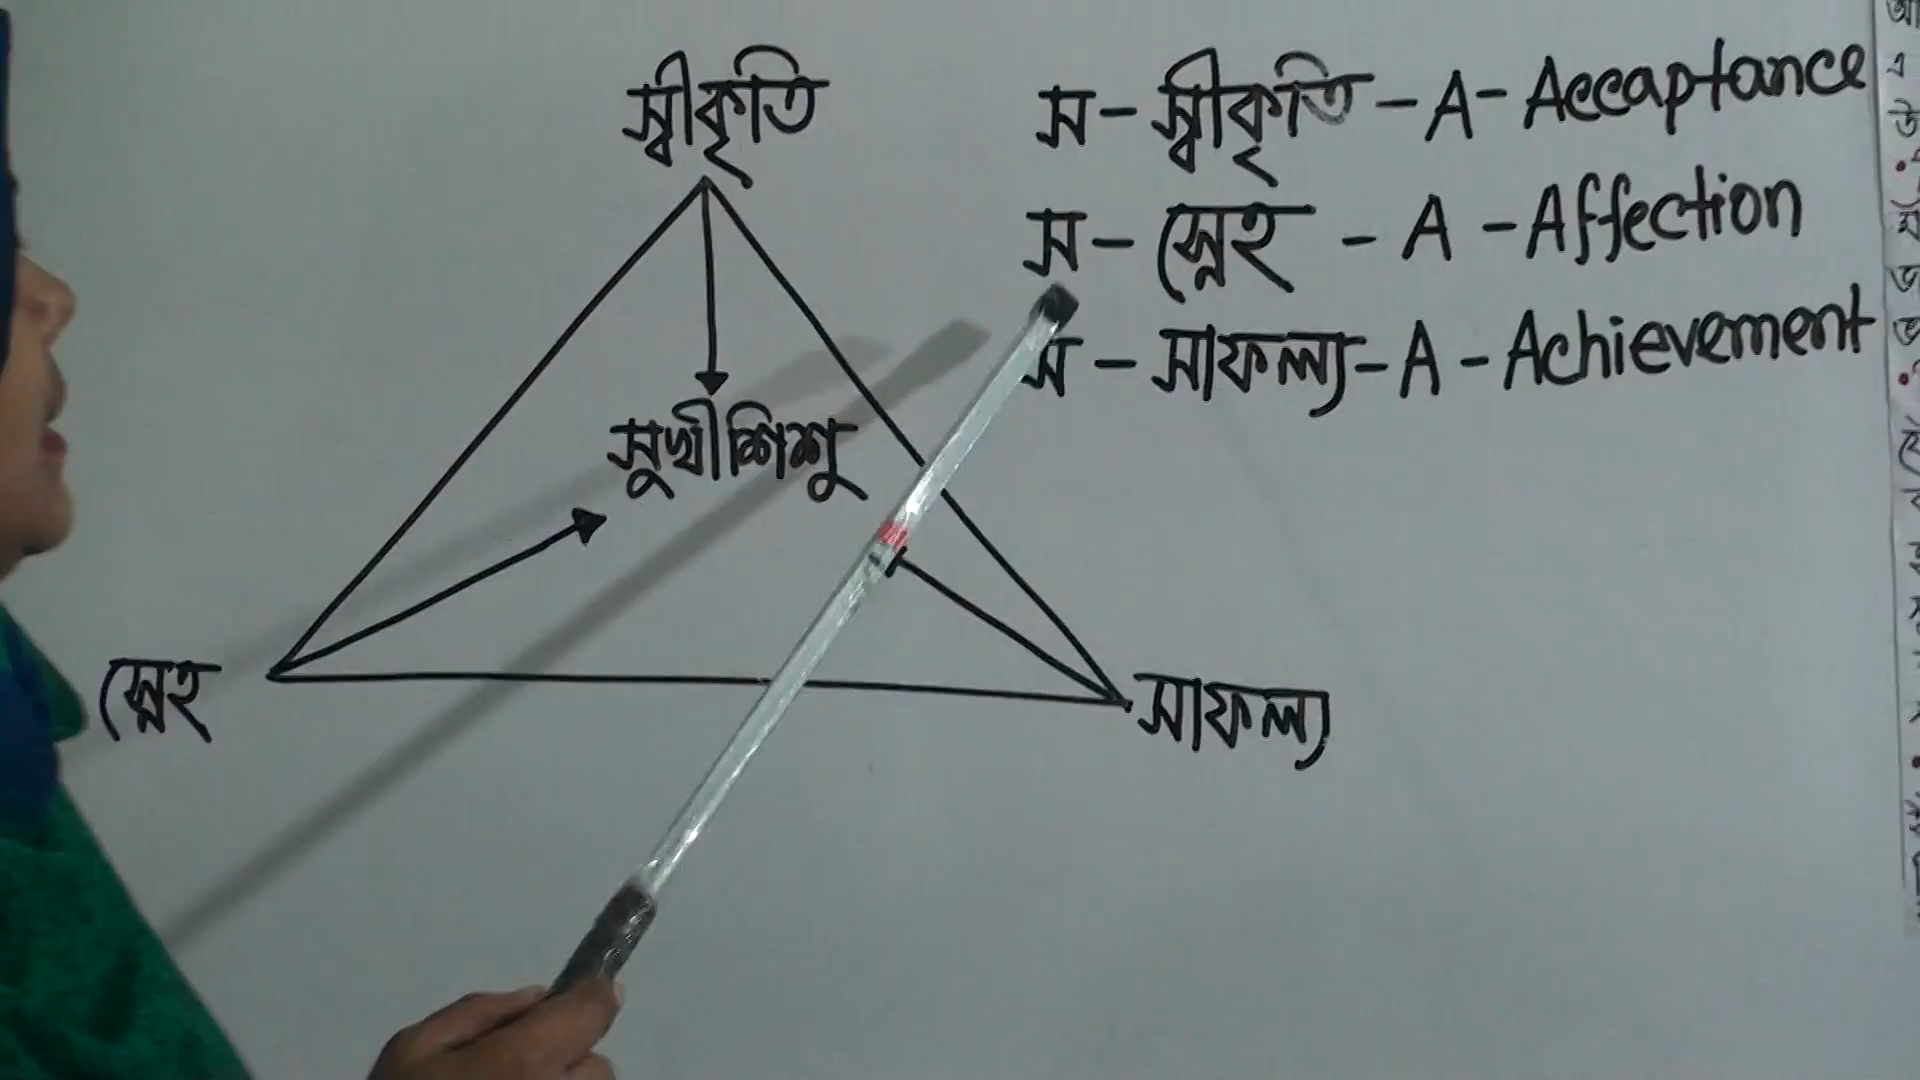 স্বীকৃতি
স - স্বীকৃতি - A - Accaptance
স - স্নেহ - A - Affection
স - সাফল্য - A - Achievement
সুখী শিশু
স্নেহ
সাফল্য